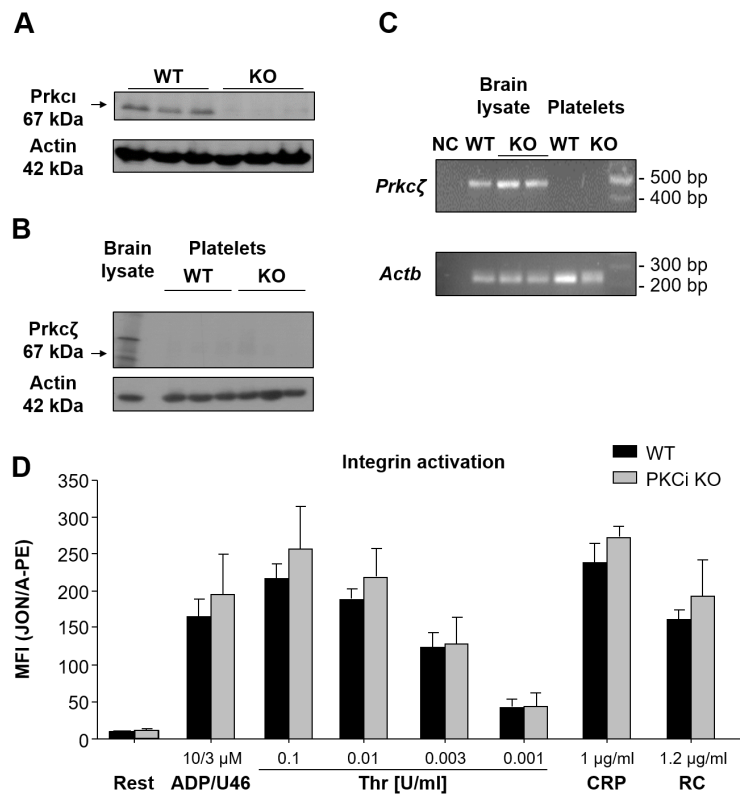 A
WT KO
Prkcι
67 kDa
Actin
42 kDa
B
Brain
lysate
Platelets
WT KO
Prkcζ
67 kDa
Actin
42 kDa
C
Brain
lysate Platelets
NC WT KO WT KO
Prkcζ
- 500 bp
- 400 bp
Actb
- 300 bp
- 200 bp
D
Integrin activation
WT
PKCi KO
MFI (JON/A-PE)
350
300
250
200
150
100
50
0
10/3 µM 0.1 0.01 0.003 0.001 1 µg/ml 1.2 µg/ml
Rest ADP/U46 Thr [U/ml] CRP RC